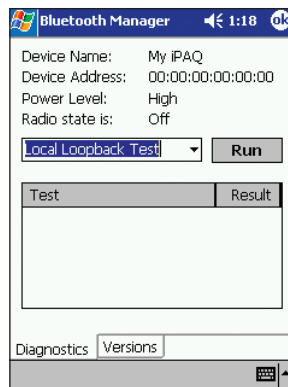 Bluetooth Manager 1:18 ok
Device Name: My iPAQ
Device Address: 00:00:00:00:00:00
Power Level: High
Radio state is: Off
Local Loopback Test Run
Test Result
Diagnostics Versions